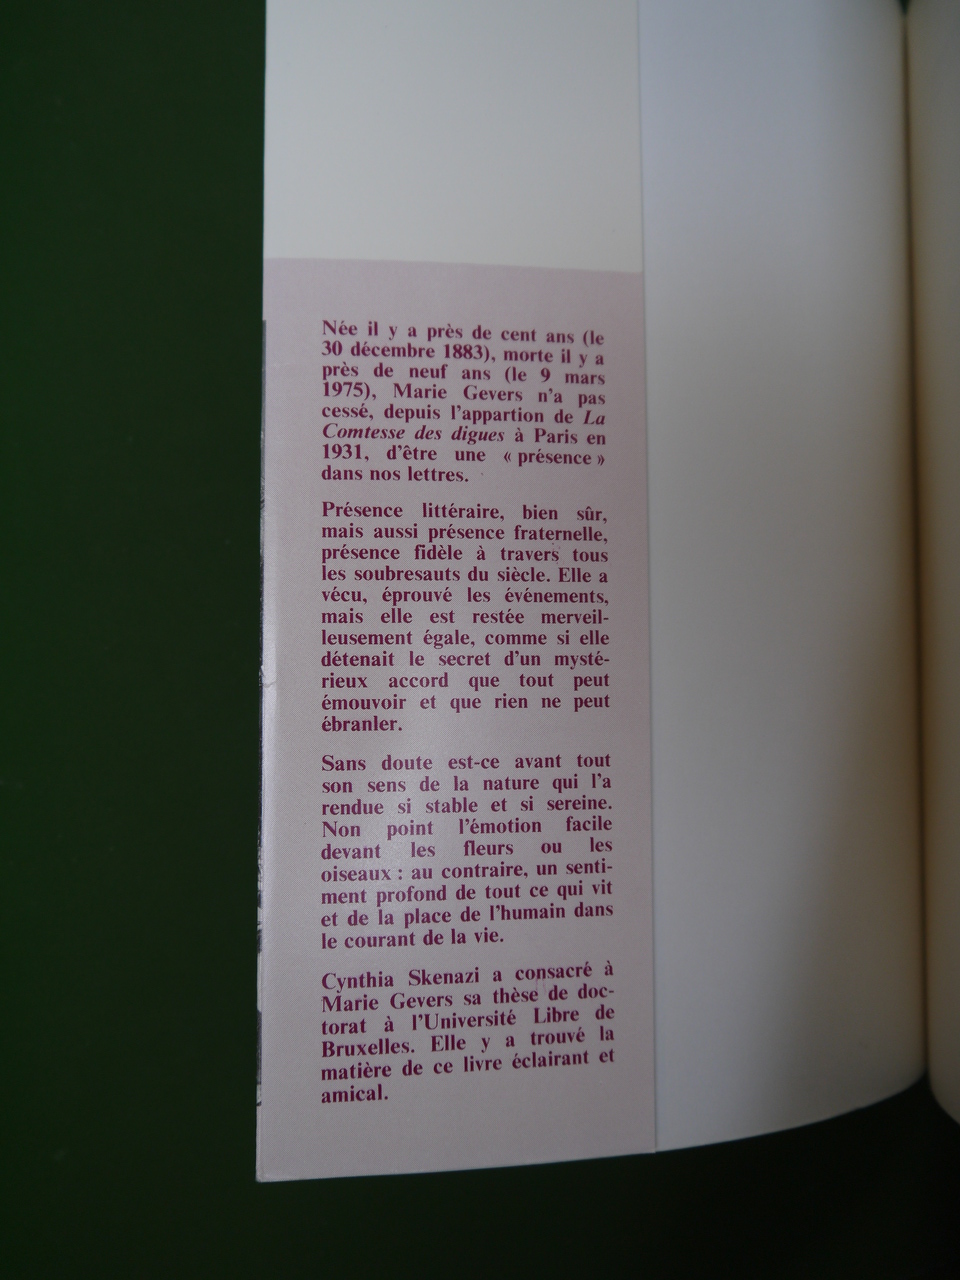 Née il y a près de cent ans (le
30 décembre 1883), morte il y a
près de neuf ans (le 9 mars
1975), Marie Gevers n'a pas
cessé, depuis l'appartion de La
Comtesse des digues à Paris en
1931, d'être une « présence »
dans nos lettres.
Présence littéraire, bien sûr,
mais aussi présence fraternelle,
présence fidèle à travers tous
les soubresauts du siècle. Elle a
vécu, éprouvé les événements,
mais elle est restée merveil-
leusement égale, comme si elle
détenait le secret d'un mysté-
rieux accord que tout peut
émouvoir et que rien ne peut
ébranler.
Sans doute est-ce avant tout
son sens de la nature qui l'a
rendue si stable et si sereine.
Non point l'émotion facile
devant les fleurs ou les
oiseaux : au contraire, un senti-
ment profond de tout ce qui vit
et de la place de l'humain dans
le courant de la vie.
Cynthia Skenazi a consacré à
Marie Gevers sa thèse de doc-
torat à l'Université Libre de
Bruxelles. Elle y a trouvé la
matière de ce livre éclairant et
amical.